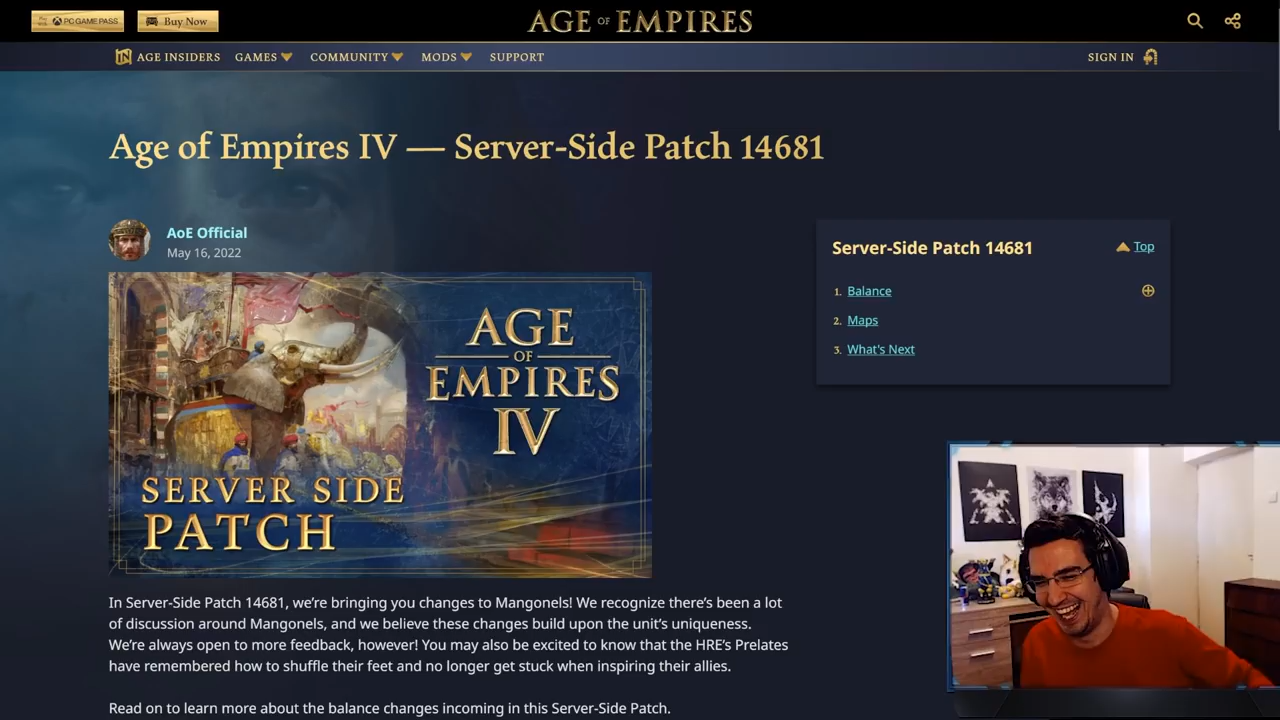 PC GAME PASS
Buy Now
AGE OF EMPIRES
AGE INSIDERS
GAMES
COMMUNITY
MODS
SUPPORT
SIGN IN
Age of Empires IV — Server-Side Patch 14681
AoE Official
May 16, 2022
AGE
OF
EMPIRES
IV
SERVER SIDE
PATCH
Server-Side Patch 14681
Top
1. Balance
2. Maps
3. What's Next
In Server-Side Patch 14681, we’re bringing you changes to Mangonels! We recognize there’s been a lot
of discussion around Mangonels, and we believe these changes build upon the unit’s uniqueness.
We’re always open to more feedback, however! You may also be excited to know that the HRE’s Prelates
have remembered how to shuffle their feet and no longer get stuck when inspiring their allies.
Read on to learn more about the balance changes incoming in this Server-Side Patch.